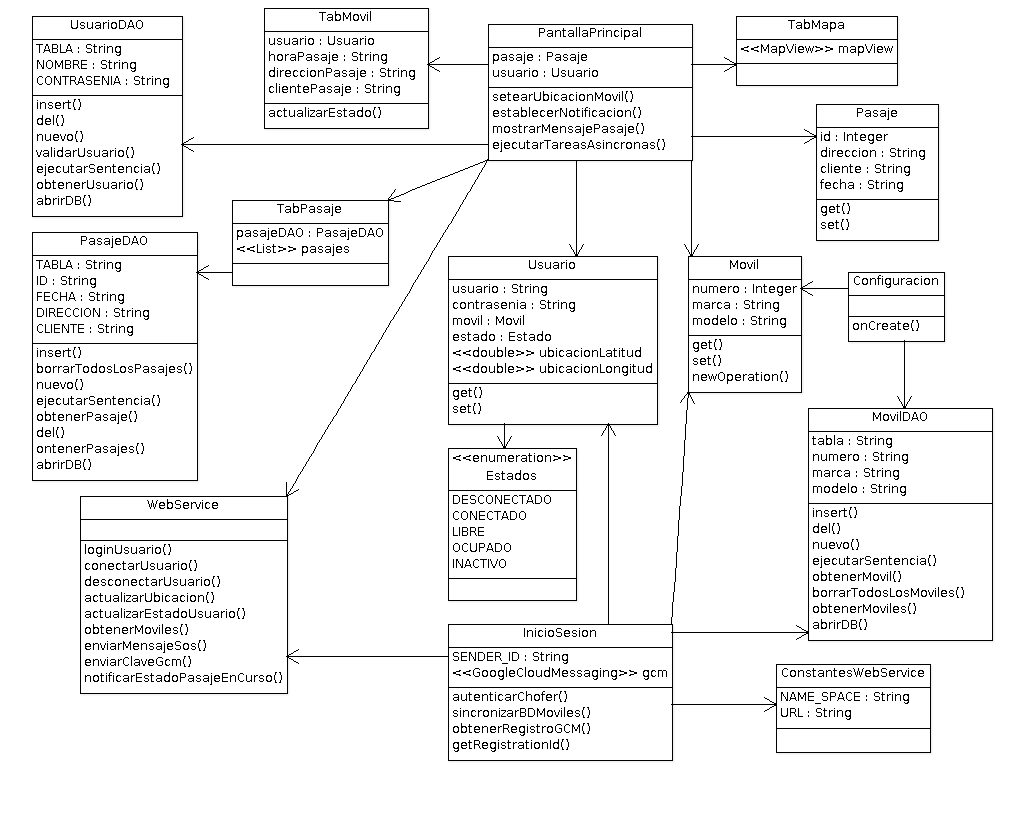 UsuarioDAO
TABLA : String
NOMBRE : String
CONTRASENIA : String
insert()
del()
nuevo()
validarUsuario()
ejecutarSentencia()
obtenerUsuario()
abrirDB()
TabMovil
usuario : Usuario
horaPasaje : String
direccionPasaje : String
clientePasaje : String
actualizarEstado()
PantallaPrincipal
pasaje : Pasaje
usuario : Usuario
setearUbicacionMovil()
establecerNotificacion()
mostrarMensajePasaje()
ejecutarTareasAsincronas()
TabMapa
<<MapView>> mapView
Pasaje
id : Integer
direccion : String
cliente : String
fecha : String
get()
set()
TabPasaje
pasajeDAO : PasajeDAO
<<List>> pasajes
PasajeDAO
TABLA : String
ID : String
FECHA : String
DIRECCION : String
CLIENTE : String
insert()
borrarTodosLosPasajes()
nuevo()
ejecutarSentencia()
obtenerPasaje()
del()
ontenerPasajes()
abrirDB()
Usuario
usuario : String
contrasenia : String
movil : Movil
estado : Estado
<<double>> ubicacionLatitud
<<double>> ubicacionLongitud
get()
set()
Movil
numero : Integer
marca : String
modelo : String
get()
set()
newOperation()
Configuracion
onCreate()
MovilDAO
tabla : String
numero : String
marca : String
modelo : String
insert()
del()
nuevo()
ejecutarSentencia()
obtenerMovil()
borrarTodosLosMoviles()
obtenerMoviles()
abrirDB()
<<enumeration>>
Estados
DESCONECTADO
CONECTADO
LIBRE
OCUPADO
INACTIVO
WebService
loginUsuario()
conectarUsuario()
desconectarUsuario()
actualizarUbicacion()
actualizarEstadoUsuario()
obtenerMoviles()
enviarMensajeSos()
enviarClaveGcm()
notificarEstadoPasajeEnCurso()
InicioSesion
SENDER_ID : String
<<GoogleCloudMessaging>> gcm
autenticarChofer()
sincronizarBDMoviles()
obtenerRegistroGCM()
getRegistrationId()
ConstantesWebService
NAME_SPACE : String
URL : String